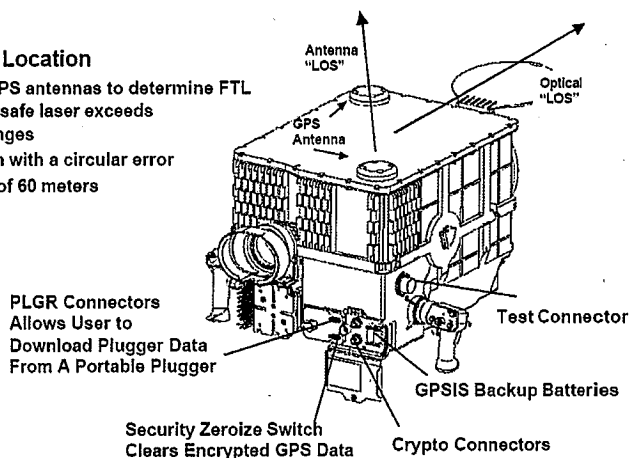 Location
PS antennas to determine FTL
safe laser exceeds
nges
n with a circular error
of 60 meters
Antenna
"LOS"
Optical
"LOS"
GPS
Antenna
PLGR Connectors
Allows User to
Download Plugger Data
From A Portable Plugger
Test Connector
GPSIS Backup Batteries
Security Zeroize Switch
Clears Encrypted GPS Data
Crypto Connectors